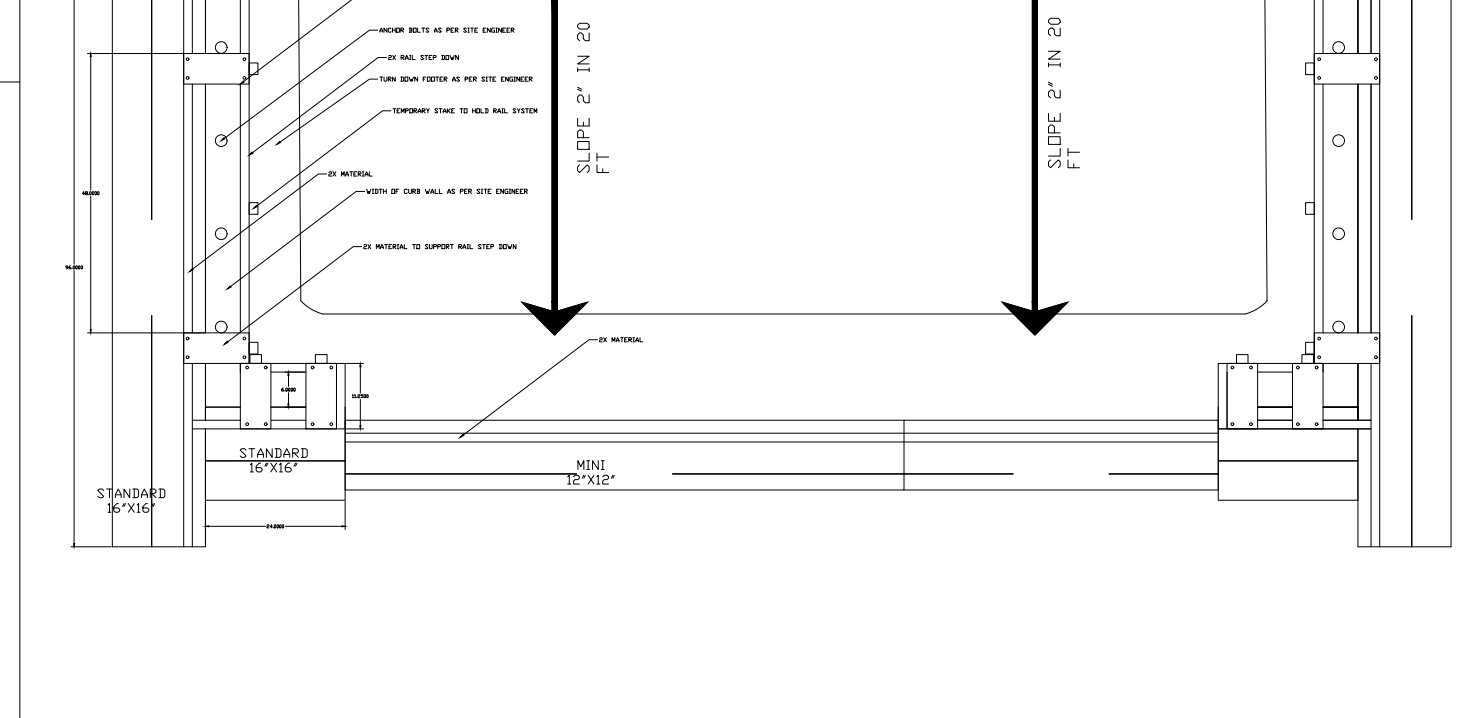 ANCHOR BOLTS AS PER SITE ENGINEER
2X RAIL STEP DOWN
TURN DOWN FOOTER AS PER SITE ENGINEER
TEMPORARY STAKE TO HOLD RAIL SYSTEM
2X MATERIAL
WIDTH OF CURB WALL AS PER SITE ENGINEER
2X MATERIAL TO SUPPORT RAIL STEP DOWN
SLOPE 2" IN 20
FT
SLOPE 2" IN 20
FT
48.0000
96.0000
2X MATERIAL
6.0000
11.2500
STANDARD
16"X16"
MINI
12"X12"
STANDARD
16"X16"
24.0000